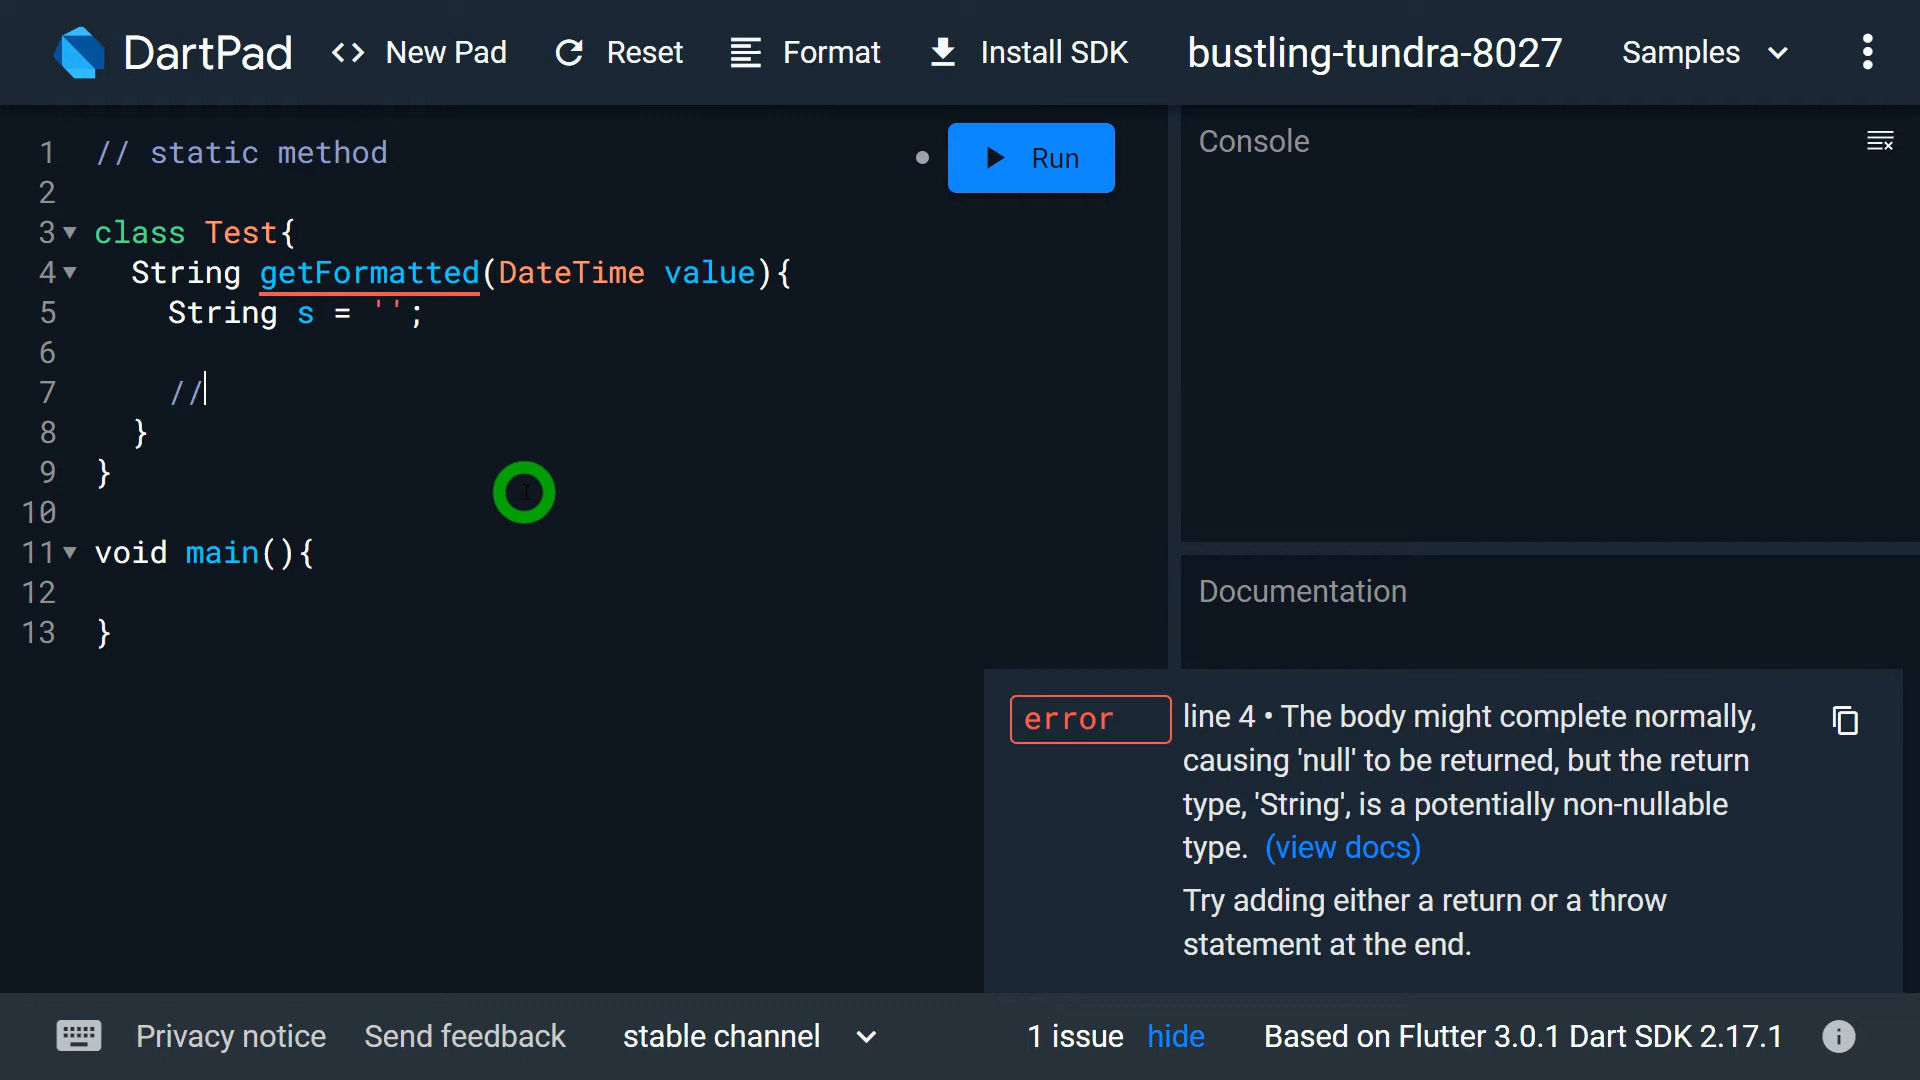 DartPad <> New Pad Reset Format Install SDK bustling-tundra-8027 Samples
1 // static method
2
3 class Test{
4 String getFormatted(DateTime value){
5 String s = '';
6
7 //
8 }
9 }
10
11 void main(){
12
13 }
Run
Console
Documentation
error
line 4 • The body might complete normally,
causing 'null' to be returned, but the return
type, 'String', is a potentially non-nullable
type. (view docs)
Try adding either a return or a throw
statement at the end.
Privacy notice Send feedback stable channel 1 issue hide Based on Flutter 3.0.1 Dart SDK 2.17.1